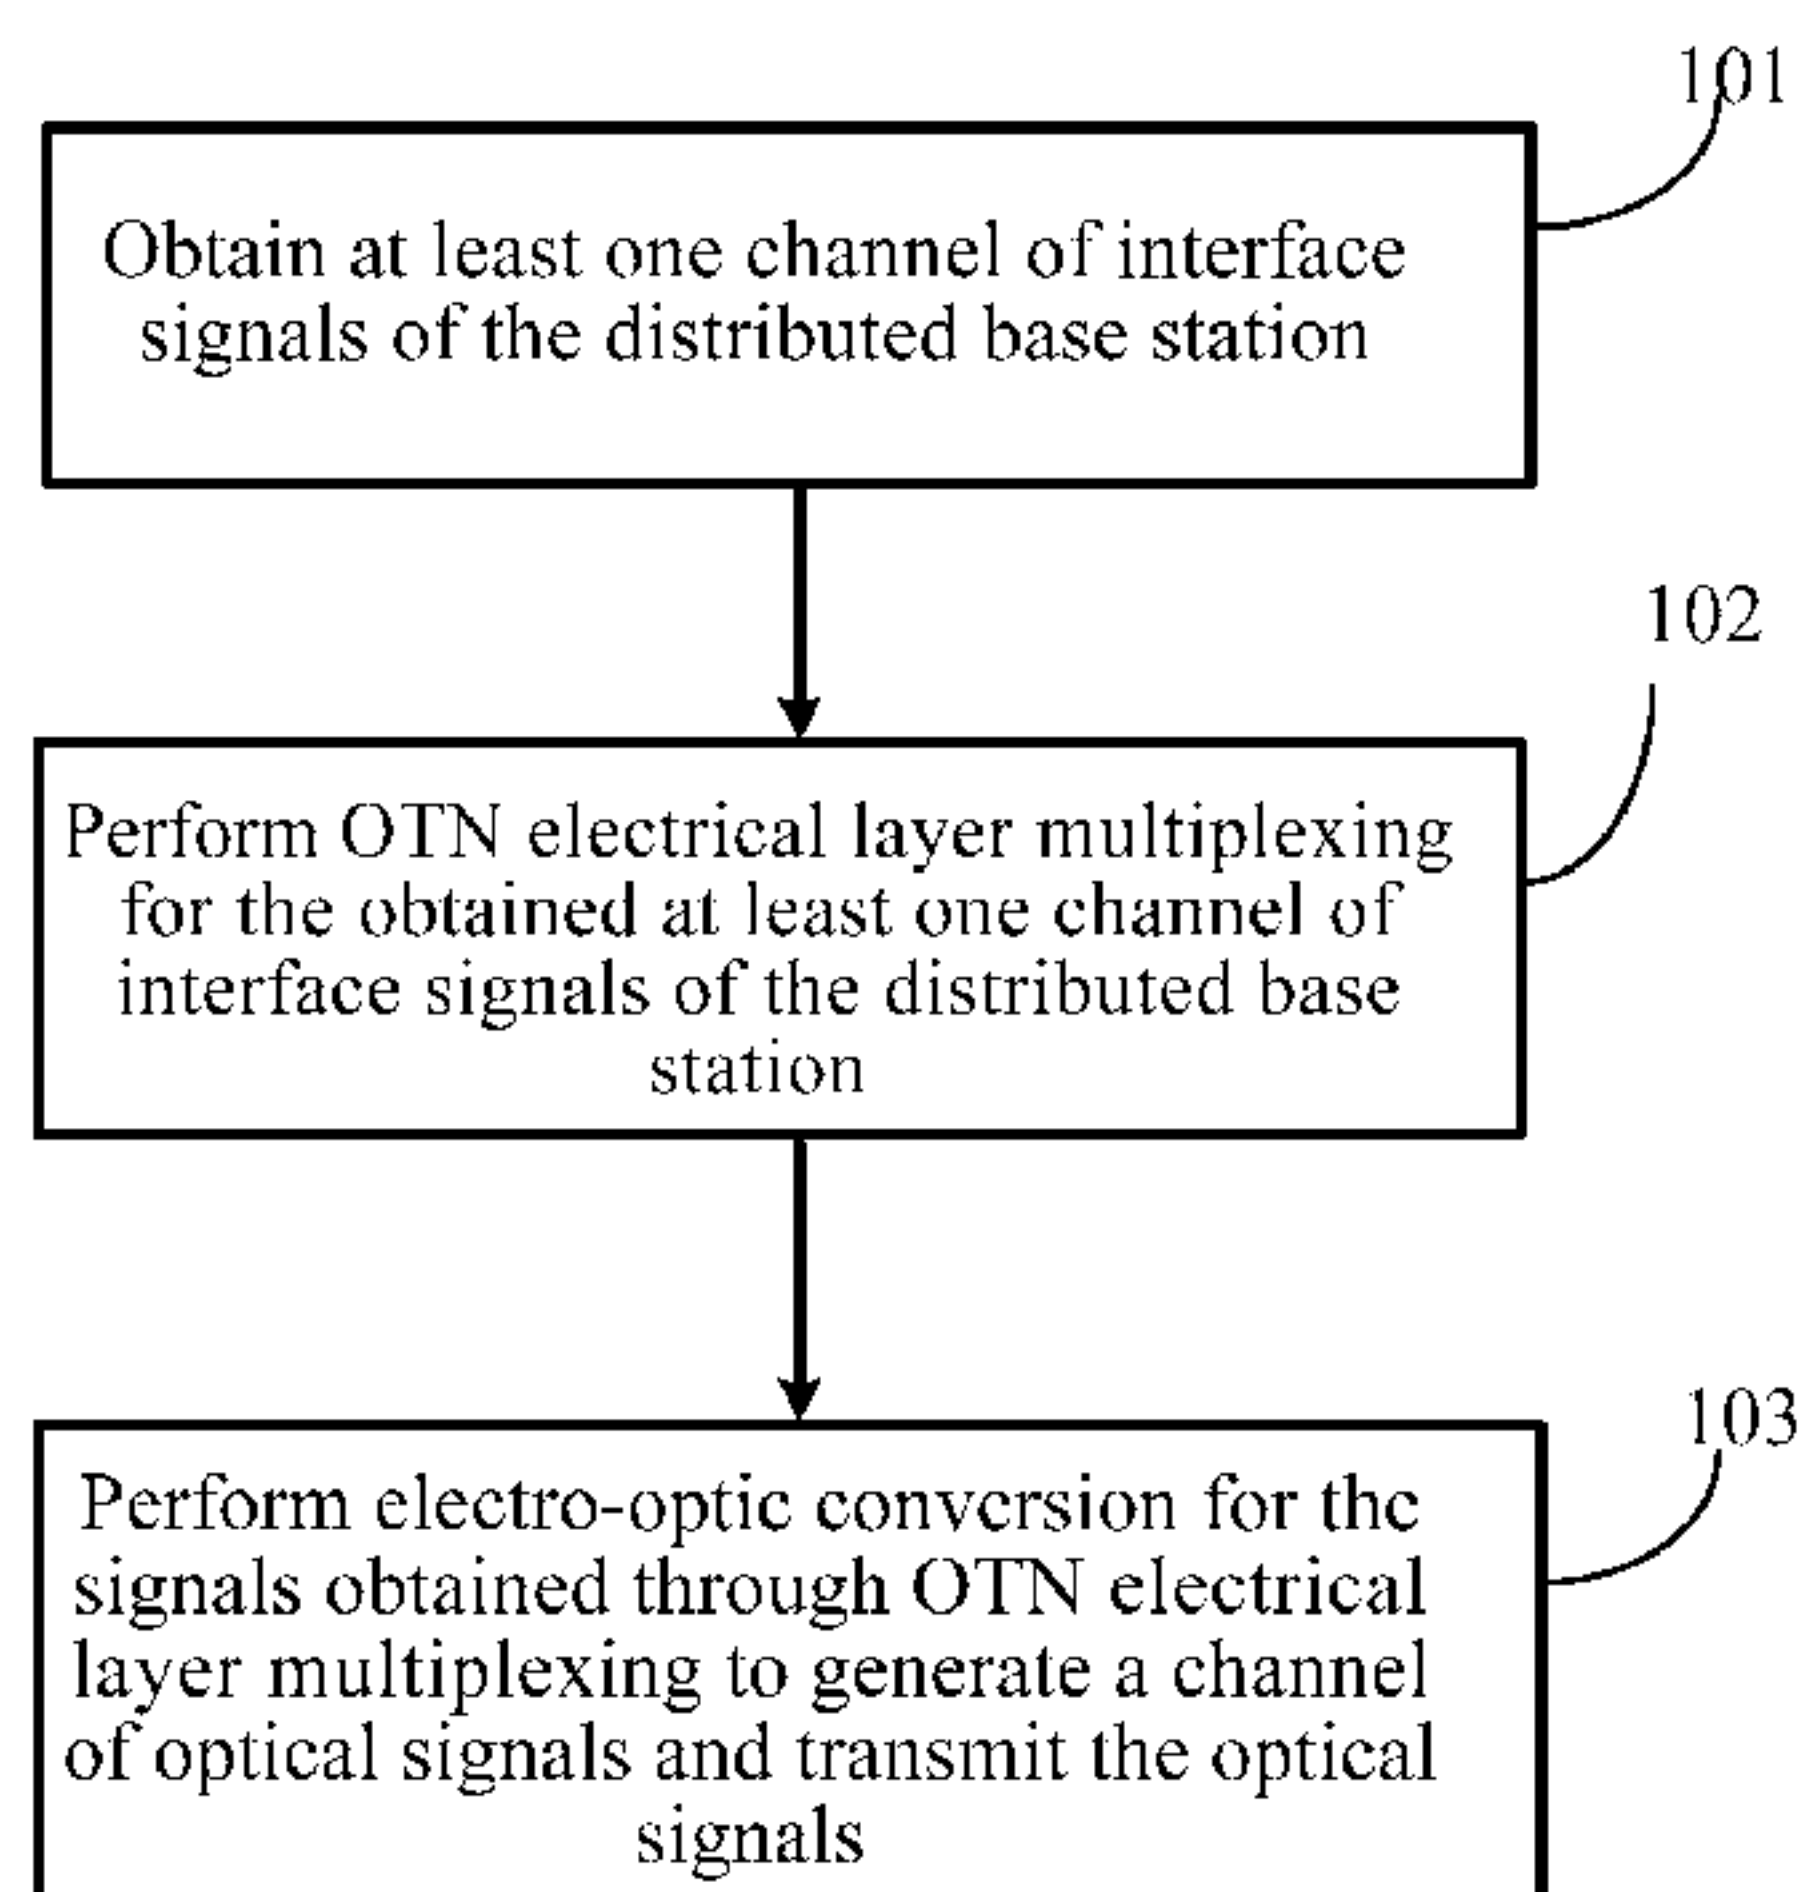 101
Obtain at least one channel of interface
signals of the distributed base station
102
Perform OTN electrical layer multiplexing
for the obtained at least one channel of
interface signals of the distributed base
station
103
Perform electro-optic conversion for the
signals obtained through OTN electrical
layer multiplexing to generate a channel
of optical signals and transmit the optical
signals